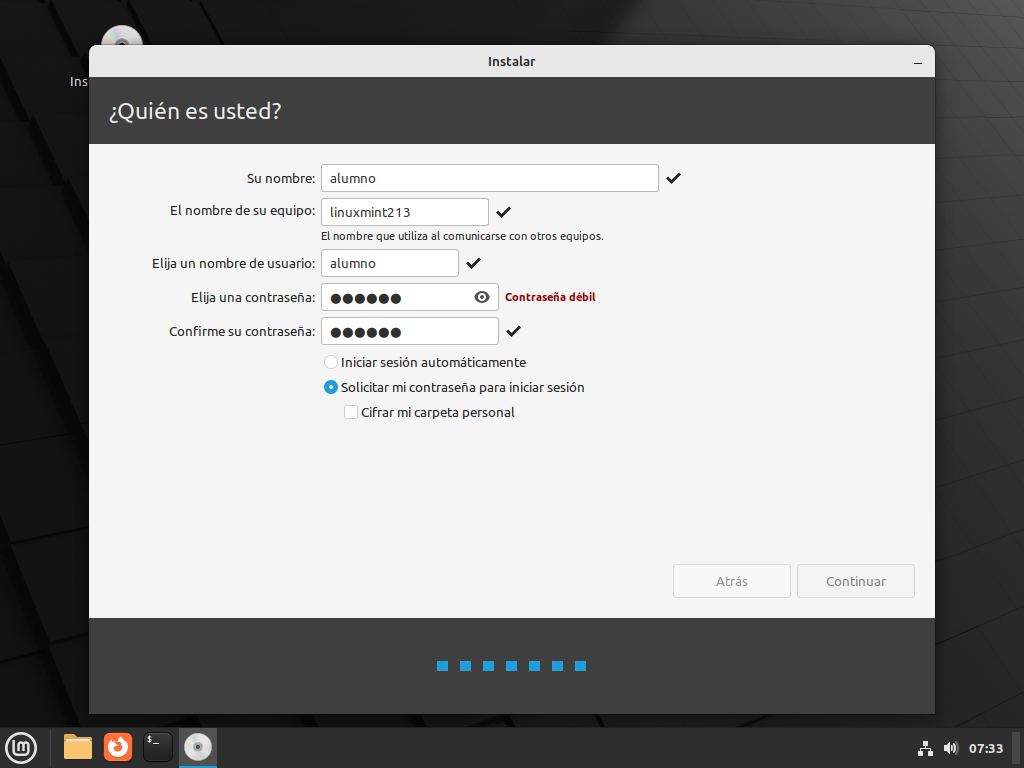 Ins
Instalar
¿Quién es usted?
Su nombre: alumno
El nombre de su equipo: linuxmint213
El nombre que utiliza al comunicarse con otros equipos.
Elija un nombre de usuario: alumno
Elija una contraseña: ●●●●●● Contraseña débil
Confirme su contraseña: ●●●●●●
Iniciar sesión automáticamente
Solicitar mi contraseña para iniciar sesión
Cifrar mi carpeta personal
Atrás Continuar
$_ 07:33